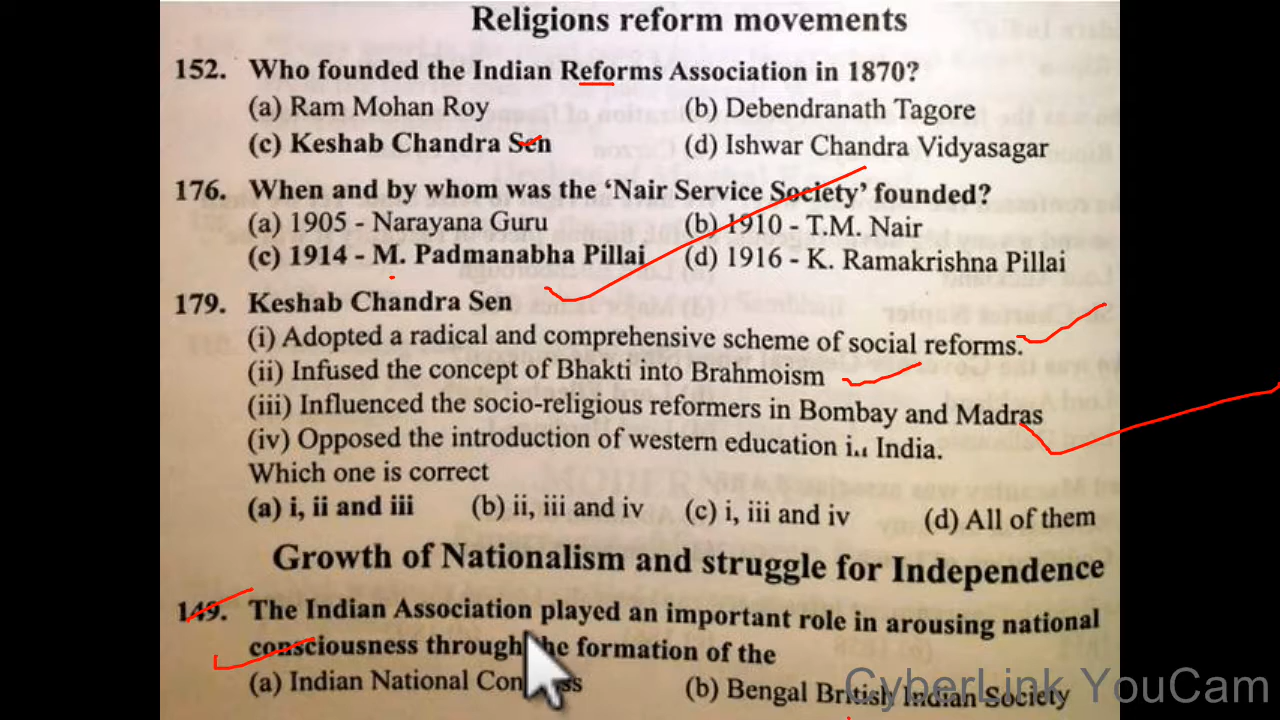 Religions reform movements
152. Who founded the Indian Reforms Association in 1870?
(a) Ram Mohan Roy (b) Debendranath Tagore
(c) Keshab Chandra Sen (d) Ishwar Chandra Vidyasagar
176. When and by whom was the ‘Nair Service Society’ founded?
(a) 1905 - Narayana Guru (b) 1910 - T.M. Nair
(c) 1914 - M. Padmanabha Pillai (d) 1916 - K. Ramakrishna Pillai
179. Keshab Chandra Sen
(i) Adopted a radical and comprehensive scheme of social reforms.
(ii) Infused the concept of Bhakti into Brahmoism
(iii) Influenced the socio-religious reformers in Bombay and Madras
(iv) Opposed the introduction of western education India.
Which one is correct
(a) i, ii and iii (b) ii, iii and iv (c) i, iii and iv (d) All of them
Growth of Nationalism and struggle for Independence
149. The Indian Association played an important role in arousing national
consciousness through the formation of the
(a) Indian National Congress (b) Bengal British Indian Society
CyberLink YouCam